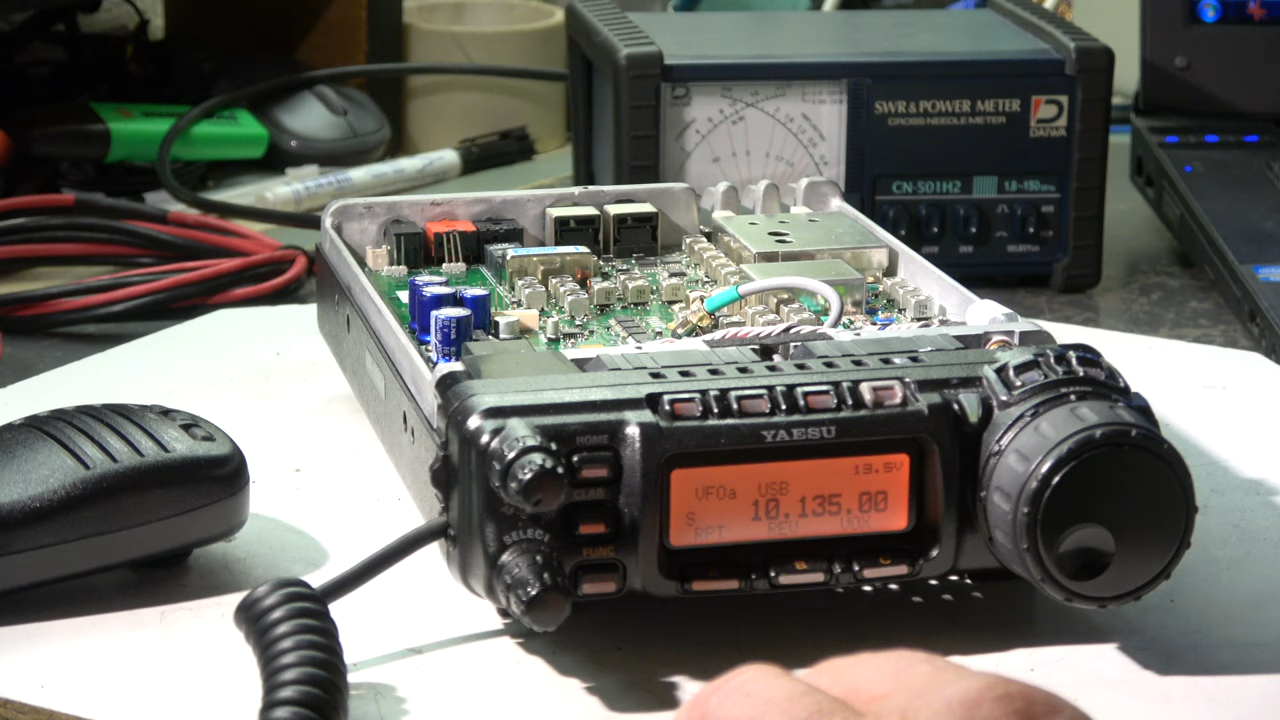 SWR & POWER METER
CROSS NEEDLE METER
DAIWA
CN-501H2
1.8~150MHz
SELECT
YAESU
HOME
CLAR
13.5V
VFOa USB
10.135.00
S
RPT REV VOX
SELECT
FUNC
B
C